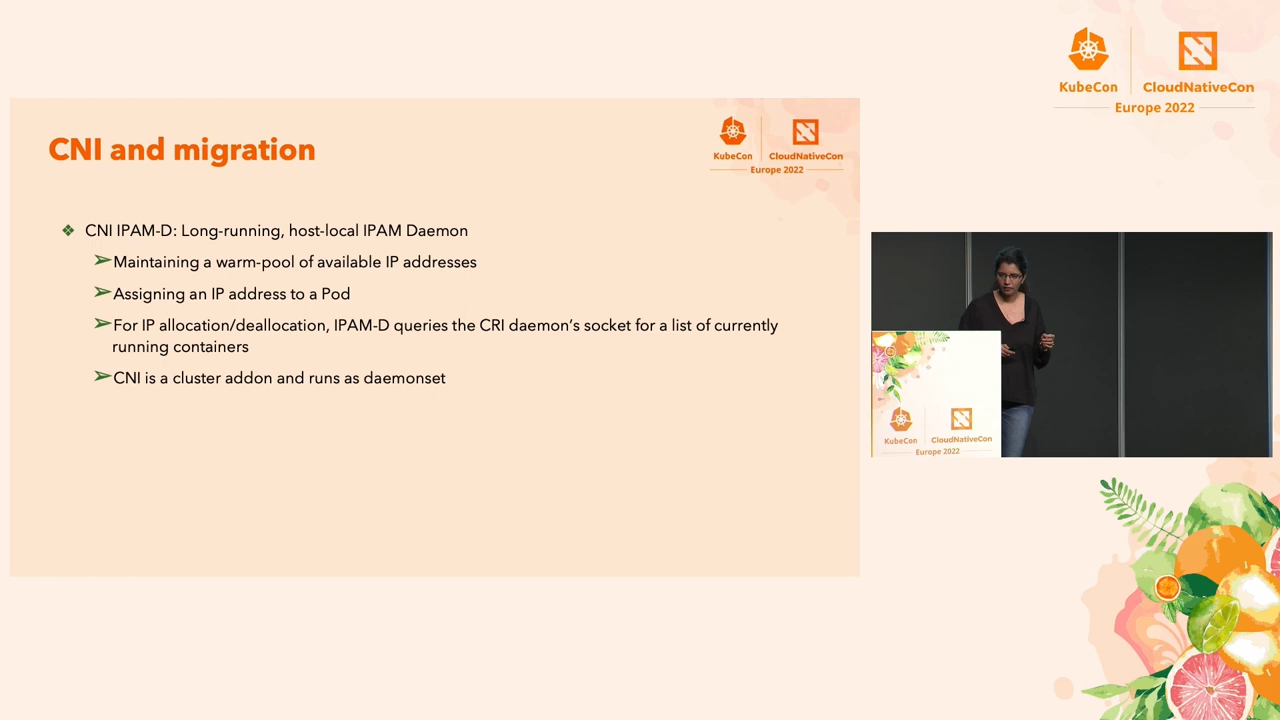 KubeCon
CloudNativeCon
Europe 2022
CNI and migration
KubeCon
CloudNativeCon
Europe 2022
❖ CNI IPAM-D: Long-running, host-local IPAM Daemon
➢Maintaining a warm-pool of available IP addresses
➢Assigning an IP address to a Pod
➢For IP allocation/deallocation, IPAM-D queries the CRI daemon’s socket for a list of currently
running containers
➢CNI is a cluster addon and runs as daemonset
KubeCon
CloudNativeCon
Europe 2022